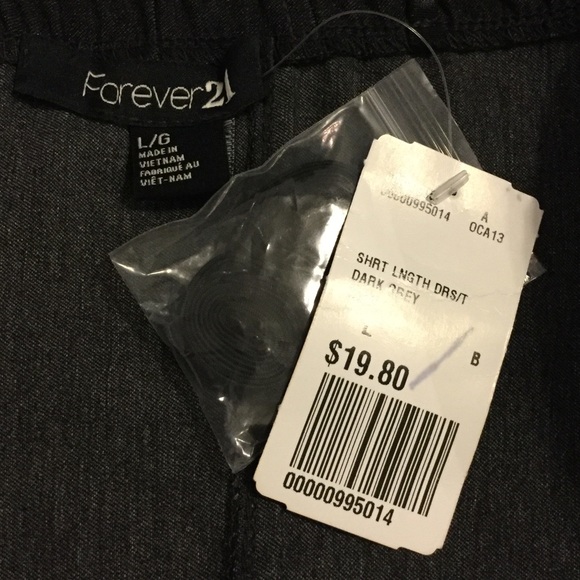 Forever21
L/G
MADE IN
VIETNAM
FABRIQUÉ AU
VIÊT-NAM
00000995014
A
OCA13
SHRT LNGTH DRS/T
DARK GREY
L
B
$19.80
00000995014